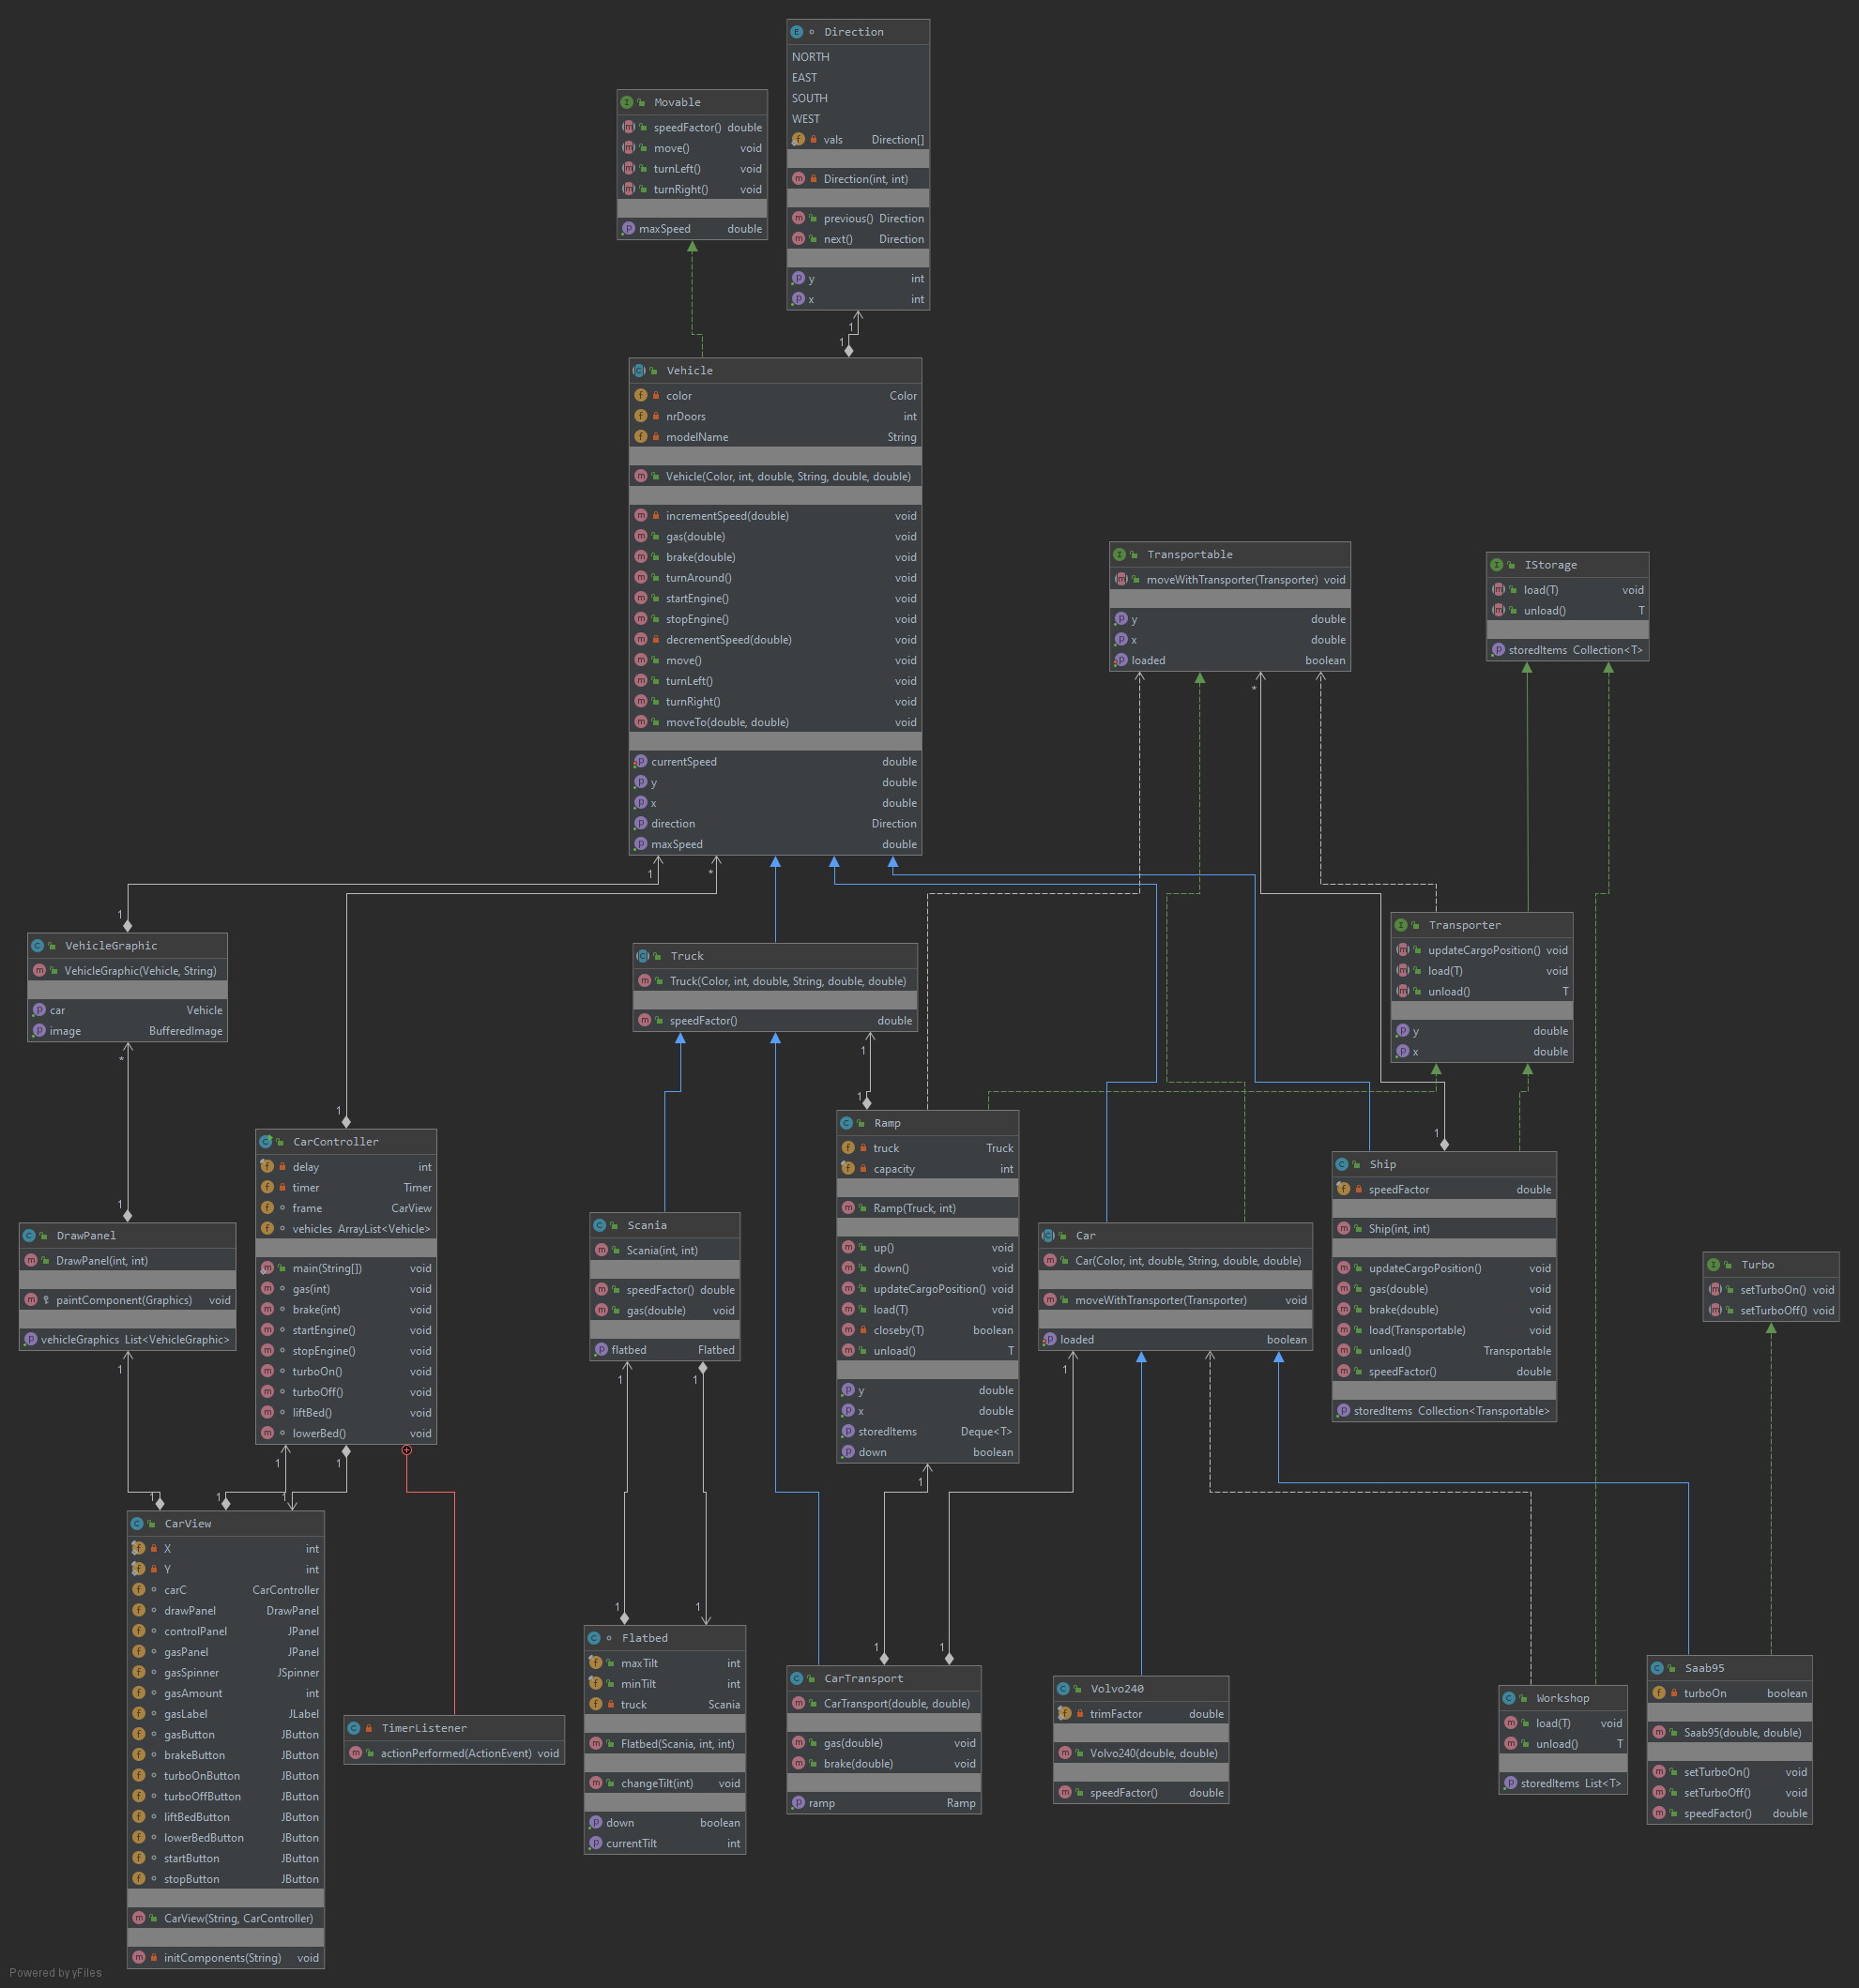 Direction
NORTH
EAST
SOUTH
WEST
vals Direction[]
Direction(int, int)
previous() Direction
next() Direction
y int
x int
Movable
speedFactor() double
move() void
turnLeft() void
turnRight() void
maxSpeed double
1
1
Vehicle
color Color
nrDoors int
modelName String
Vehicle(Color, int, double, String, double, double)
incrementSpeed(double) void
gas(double) void
brake(double) void
turnAround() void
startEngine() void
stopEngine() void
decrementSpeed(double) void
move() void
turnLeft() void
turnRight() void
moveTo(double, double) void
currentSpeed double
y double
x double
direction Direction
maxSpeed double
Transportable
moveWithTransporter(Transporter) void
y double
x double
loaded boolean
IStorage
load(T) void
unload() T
storedItems Collection<T>
*
1
*
1
VehicleGraphic
VehicleGraphic(Vehicle, String)
car Vehicle
image BufferedImage
Truck
Truck(Color, int, double, String, double, double)
speedFactor() double
Transporter
updateCargoPosition() void
load(T) void
unload() T
y double
x double
*
1
1
1
1
1
CarController
delay int
timer Timer
frame CarView
vehicles ArrayList<Vehicle>
main(String[]) void
gas(int) void
brake(int) void
startEngine() void
stopEngine() void
turboOn() void
turboOff() void
liftBed() void
lowerBed() void
Ramp
truck Truck
capacity int
Ramp(Truck, int)
up() void
down() void
updateCargoPosition() void
load(T) void
closeby(T) boolean
unload() T
y double
x double
storedItems Deque<T>
down boolean
Ship
speedFactor double
Ship(int, int)
updateCargoPosition() void
gas(double) void
brake(double) void
load(Transportable) void
unload() Transportable
speedFactor() double
storedItems Collection<Transportable>
DrawPanel
DrawPanel(int, int)
paintComponent(Graphics) void
vehicleGraphics List<VehicleGraphic>
Scania
Scania(int, int)
speedFactor() double
gas(double) void
flatbed Flatbed
Car
Car(Color, int, double, String, double, double)
moveWithTransporter(Transporter) void
loaded boolean
Turbo
setTurboOn() void
setTurboOff() void
1
1
1
1
1
1
1
1
1
1
CarView
X int
Y int
carC CarController
drawPanel DrawPanel
controlPanel JPanel
gasPanel JPanel
gasSpinner JSpinner
gasAmount int
gasLabel JLabel
gasButton JButton
brakeButton JButton
turboOnButton JButton
turboOffButton JButton
liftBedButton JButton
lowerBedButton JButton
startButton JButton
stopButton JButton
CarView(String, CarController)
initComponents(String) void
TimerListener
actionPerformed(ActionEvent) void
1
1
1
1
Flatbed
maxTilt int
minTilt int
truck Scania
Flatbed(Scania, int, int)
changeTilt(int) void
down boolean
currentTilt int
CarTransport
CarTransport(double, double)
gas(double) void
brake(double) void
ramp Ramp
Volvo240
trimFactor double
Volvo240(double, double)
speedFactor() double
Workshop
load(T) void
unload() T
storedItems List<T>
Saab95
turboOn boolean
Saab95(double, double)
setTurboOn() void
setTurboOff() void
speedFactor() double
Powered by yFiles